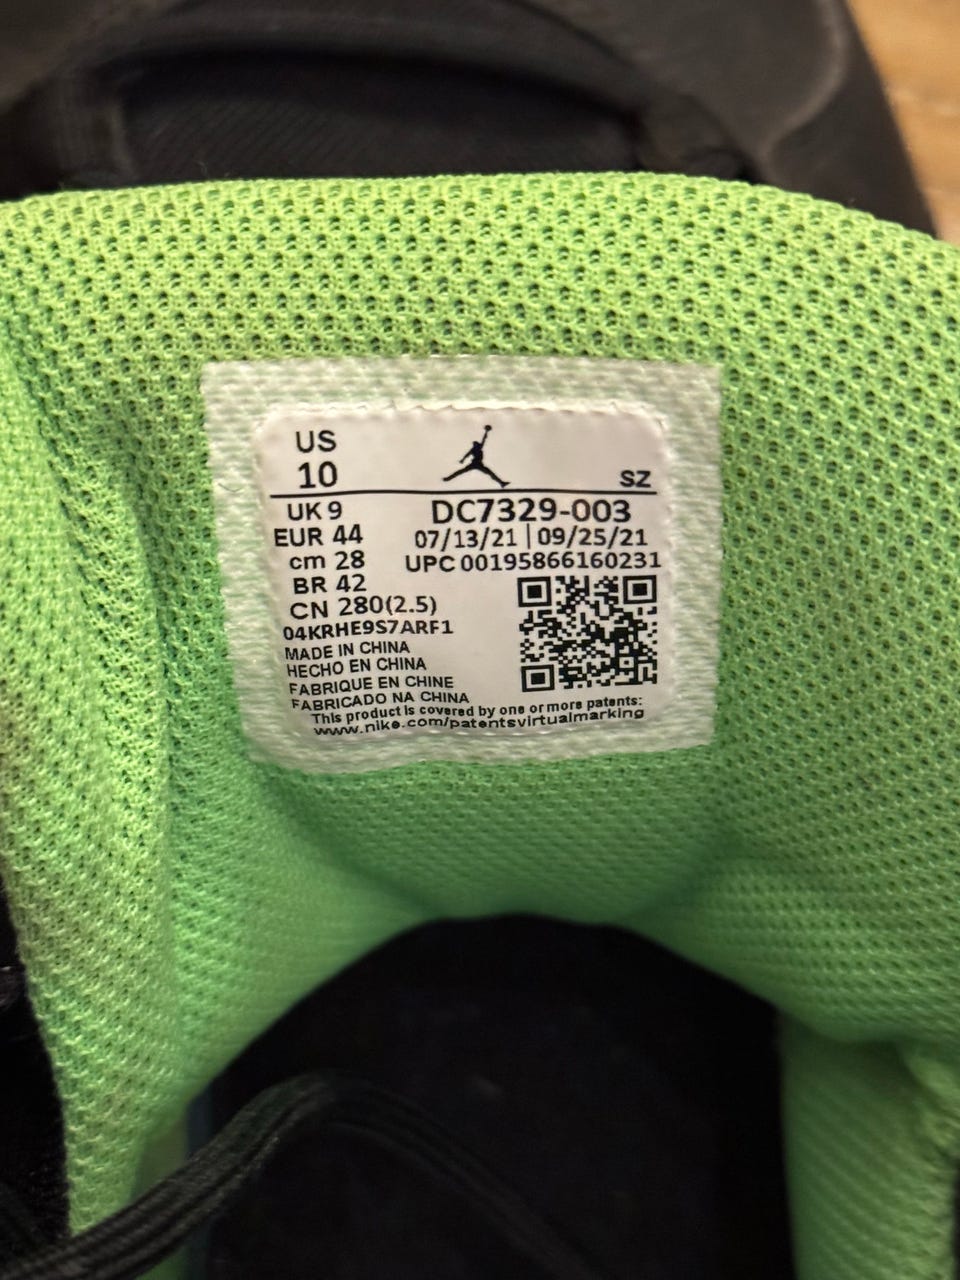 US
10
SZ
UK 9
DC7329-003
EUR 44
07/13/21 | 09/25/21
cm 28
UPC 00195866160231
BR 42
CN 280(2.5)
04KRHE9S7ARF1
MADE IN CHINA
HECHO EN CHINA
FABRIQUE EN CHINE
FABRICADO NA CHINA
This product is covered by one or more patents:
www.nike.com/patentsvirtualmarking